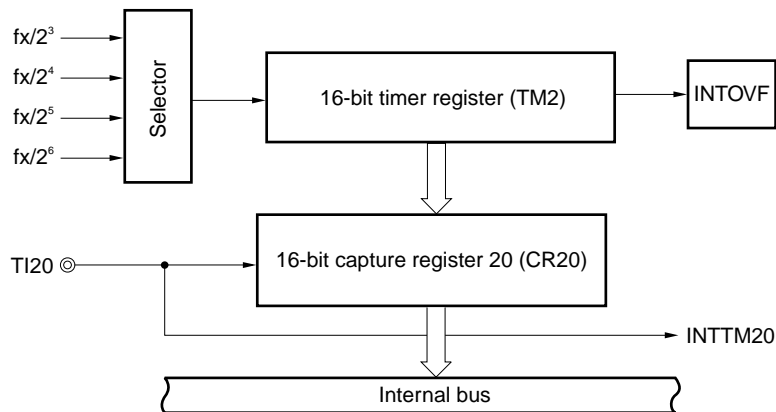 fx/2³
fx/2⁴
fx/2⁵
fx/2⁶
Selector
16-bit timer register (TM2)
INTOVF
TI20
16-bit capture register 20 (CR20)
INTTM20
Internal bus